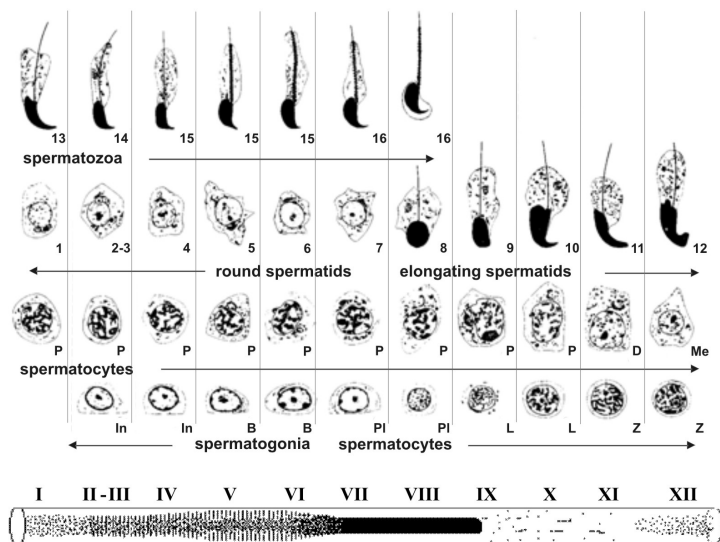 13 14 15 15 15 16 16
spermatozoa
1 2-3 4 5 6 7 8 9 10 11 12
round spermatids elongating spermatids
P P P P P P P P P D Me
spermatocytes
In In B B Pl Pl L L Z Z
spermatogonia spermatocytes
I II - III IV V VI VII VIII IX X XI XII